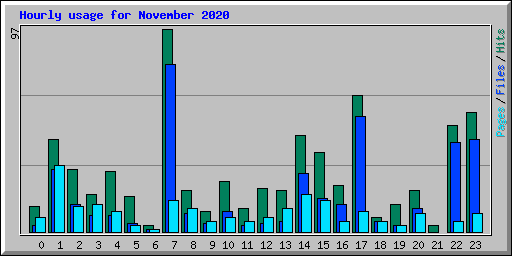 Hourly usage for November 2020
97
Pages / Files / Hits
0 1 2 3 4 5 6 7 8 9 10 11 12 13 14 15 16 17 18 19 20 21 22 23